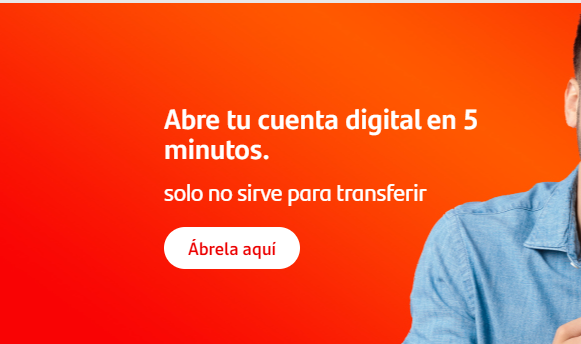 Abre tu cuenta digital en 5
minutos.
solo no sirve para transferir
Ábrela aquí